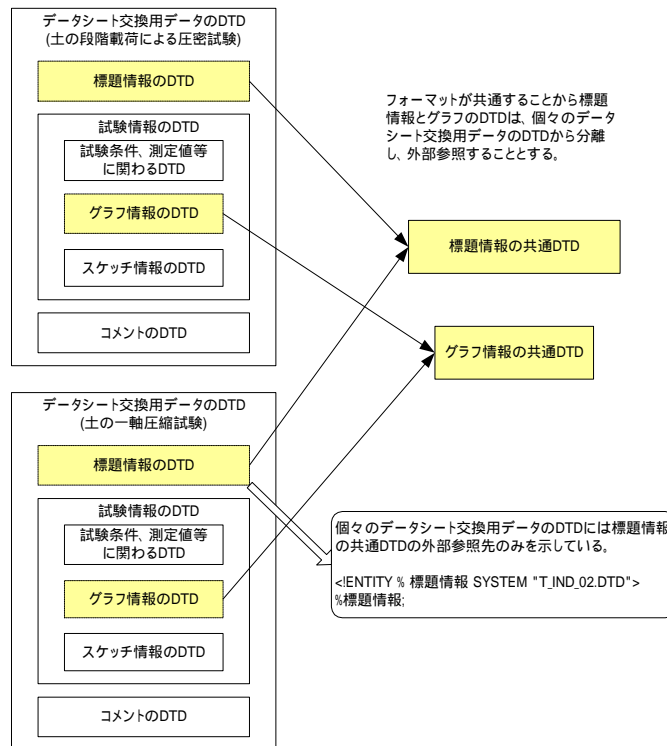 データシート交換用データのDTD
(土の段階載荷による圧密試験)
標題情報のDTD
試験情報のDTD
試験条件、測定値等
に関わるDTD
グラフ情報のDTD
スケッチ情報のDTD
コメントのDTD
フォーマットが共通することから標題
情報とグラフのDTDは、個々のデータ
シート交換用データのDTDから分離
し、外部参照することとする。
標題情報の共通DTD
グラフ情報の共通DTD
データシート交換用データのDTD
(土の一軸圧縮試験)
標題情報のDTD
試験情報のDTD
試験条件、測定値等
に関わるDTD
グラフ情報のDTD
スケッチ情報のDTD
コメントのDTD
個々のデータシート交換用データのDTDには標題情報
の共通DTDの外部参照先のみを示している。
<!ENTITY % 標題情報 SYSTEM "T_IND_02.DTD">
%標題情報;